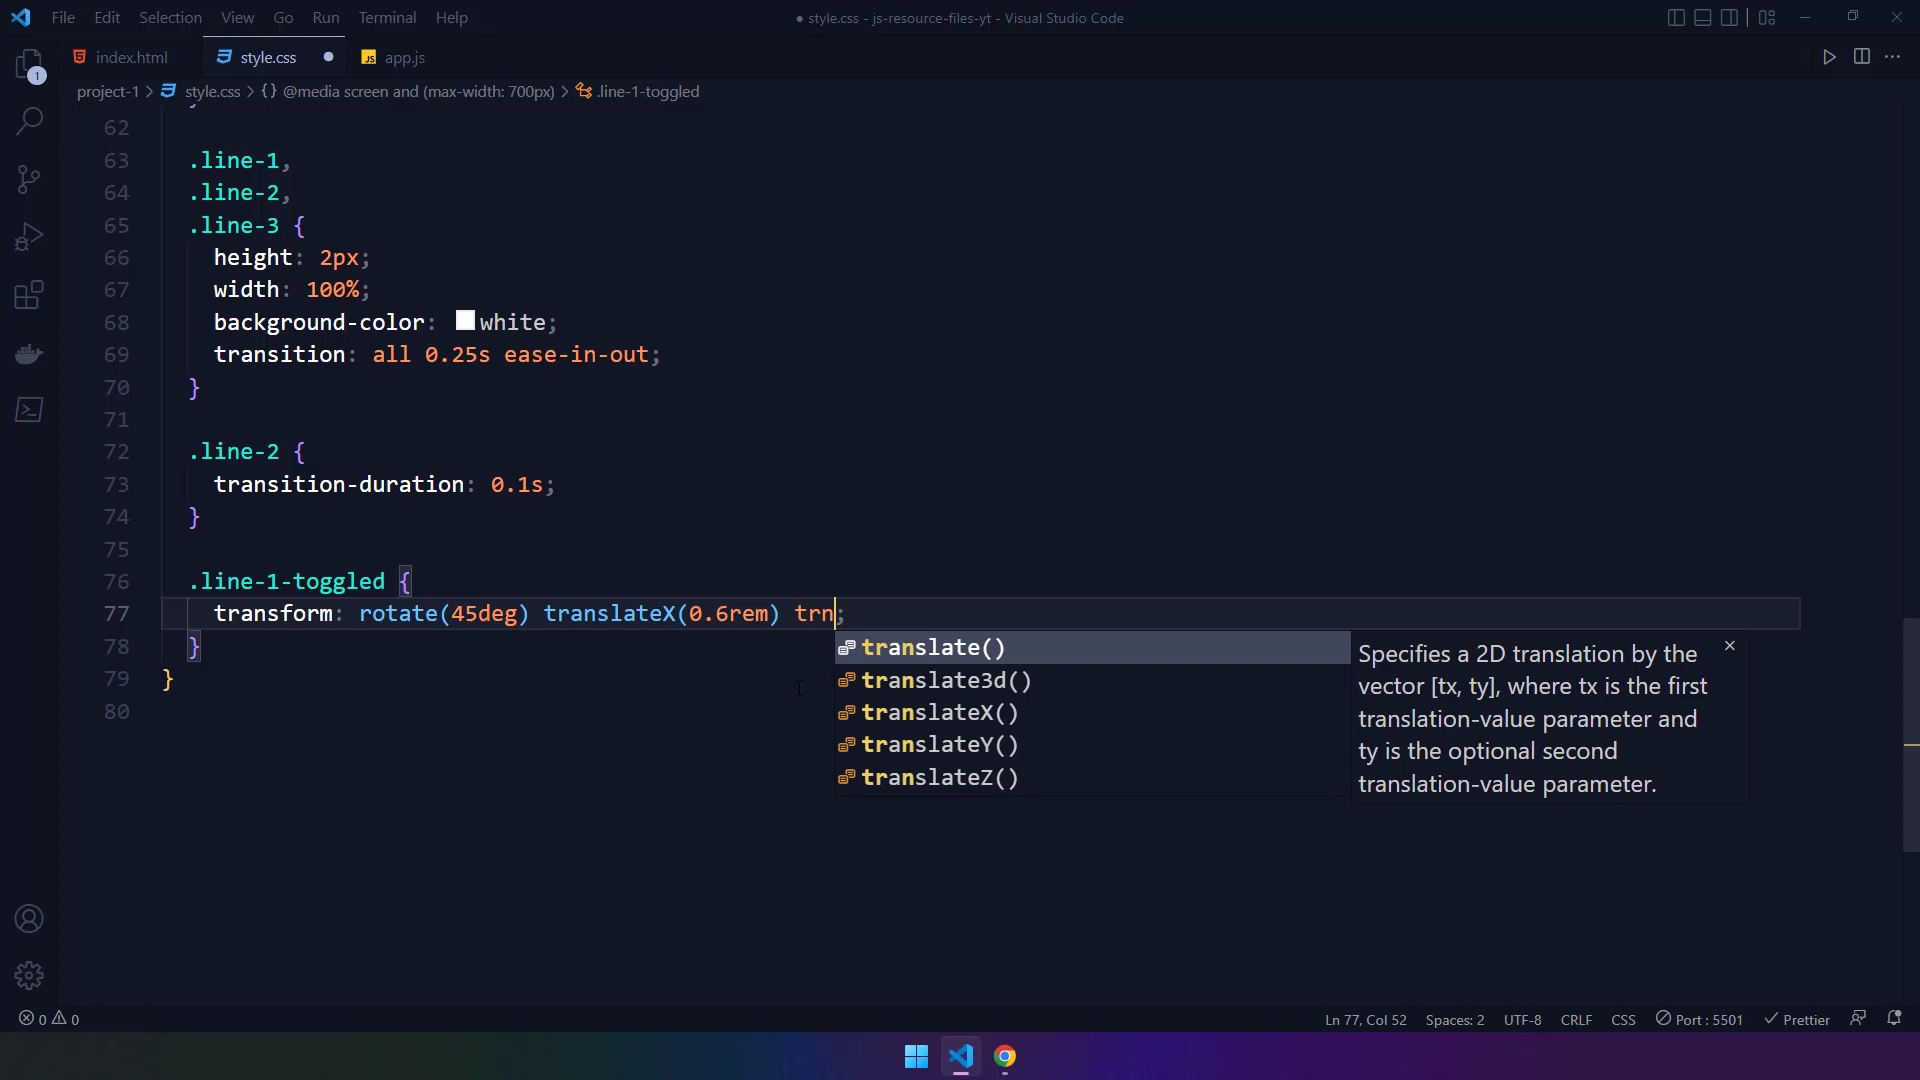 File Edit Selection View Go Run Terminal Help
● style.css - js-resource-files-yt - Visual Studio Code
index.html style.css JS app.js
1
project-1 > style.css > {} @media screen and (max-width: 700px) > .line-1-toggled
62
63 .line-1,
64 .line-2,
65 .line-3 {
66 height: 2px;
67 width: 100%;
68 background-color: white;
69 transition: all 0.25s ease-in-out;
70 }
71
72 .line-2 {
73 transition-duration: 0.1s;
74 }
75
76 .line-1-toggled {
77 transform: rotate(45deg) translateX(0.6rem) trn;
78 }
79 }
80
translate()
translate3d()
translateX()
translateY()
translateZ()
Specifies a 2D translation by the
vector [tx, ty], where tx is the first
translation-value parameter and
ty is the optional second
translation-value parameter.
0 0
Ln 77, Col 52 Spaces: 2 UTF-8 CRLF CSS Port : 5501 Prettier